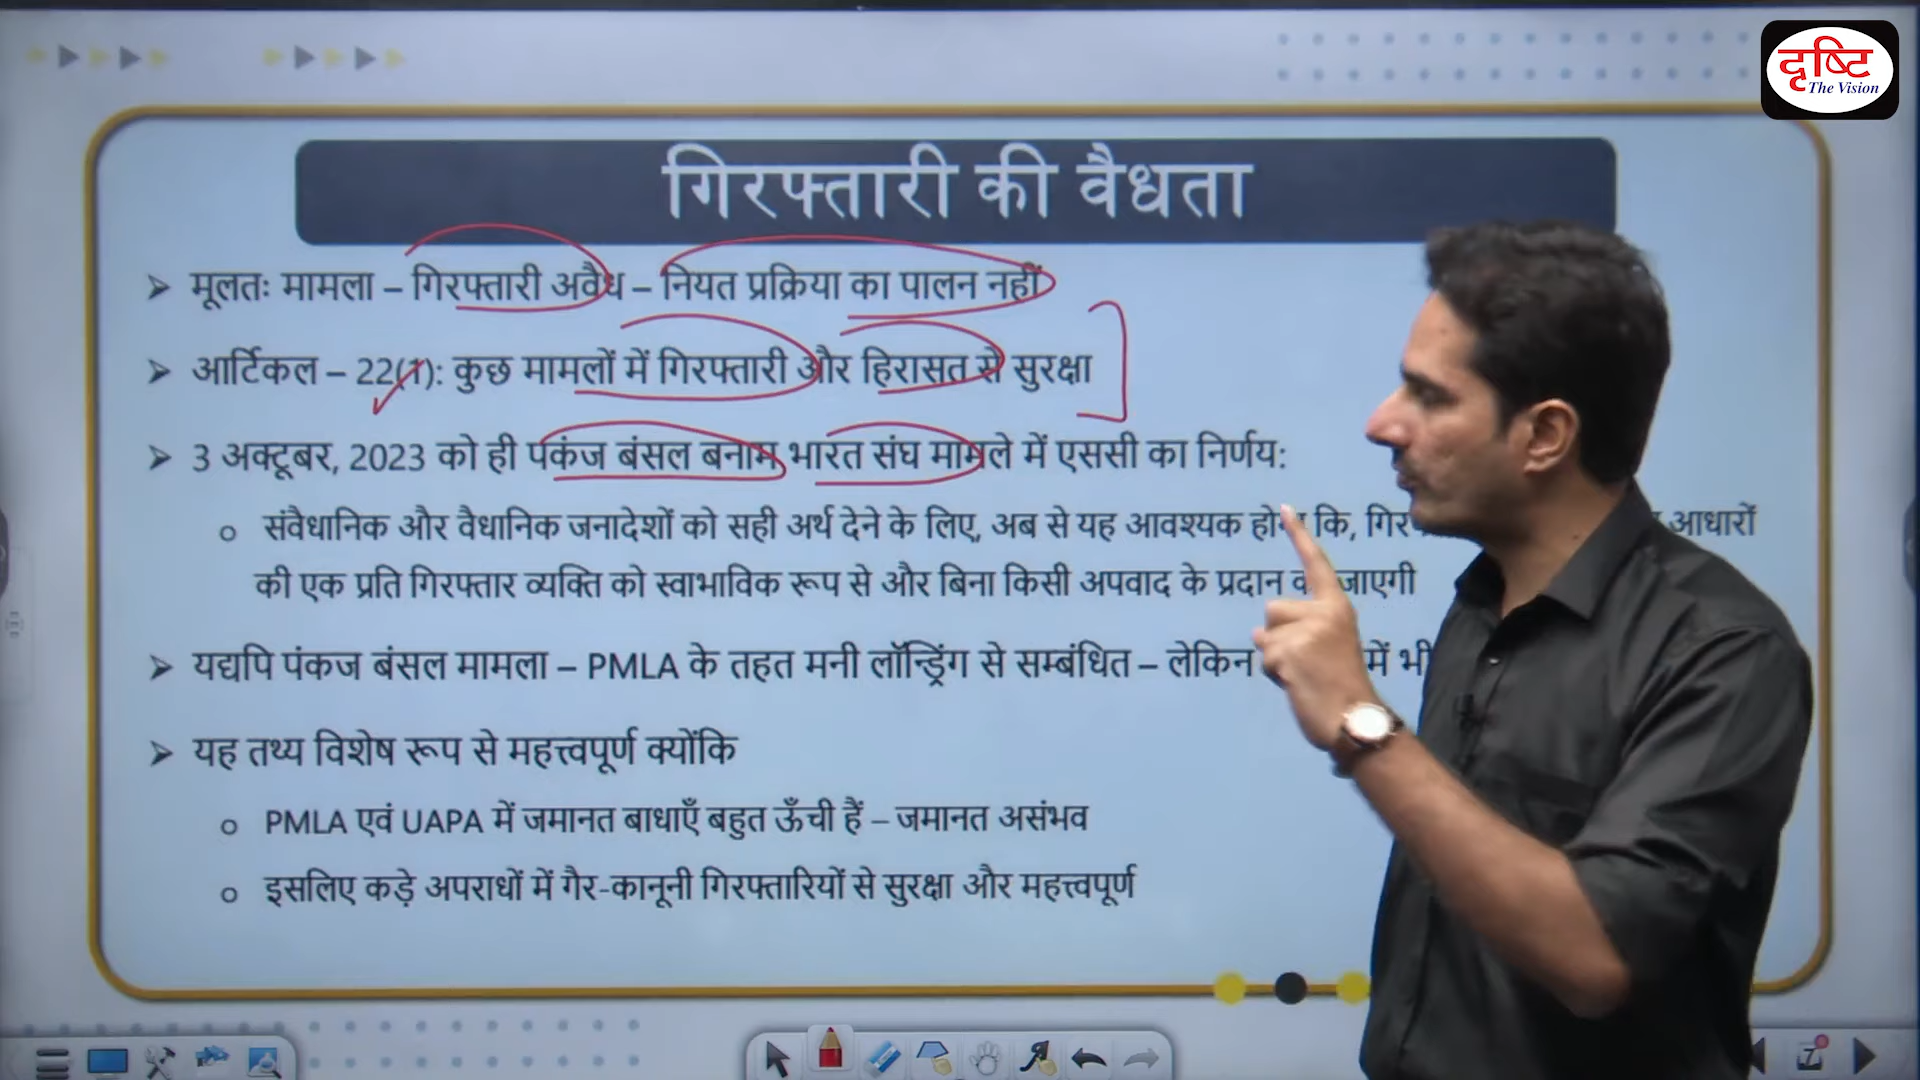 दृष्टि
The Vision
गिरफ्तारी की वैधता
➢ मूलतः मामला – गिरफ्तारी अवैध – नियत प्रक्रिया का पालन नहीं
➢ आर्टिकल – 22(1): कुछ मामलों में गिरफ्तारी और हिरासत से सुरक्षा
➢ 3 अक्टूबर, 2023 को ही पंकज बंसल बनाम भारत संघ मामले में एससी का निर्णय:
o संवैधानिक और वैधानिक जनादेशों को सही अर्थ देने के लिए, अब से यह आवश्यक कि, आधारों
की एक प्रति गिरफ्तार व्यक्ति को स्वाभाविक रूप से और बिना किसी अपवाद के प्रदान जाएगी
➢ यद्यपि पंकज बंसल मामला – PMLA के तहत मनी लॉन्ड्रिंग से सम्बंधित – लेकिन में भी
➢ यह तथ्य विशेष रूप से महत्त्वपूर्ण क्योंकि
o PMLA एवं UAPA में जमानत बाधाएँ बहुत ऊँची हैं – जमानत असंभव
o इसलिए कड़े अपराधों में गैर-कानूनी गिरफ्तारियों से सुरक्षा और महत्त्वपूर्ण
7